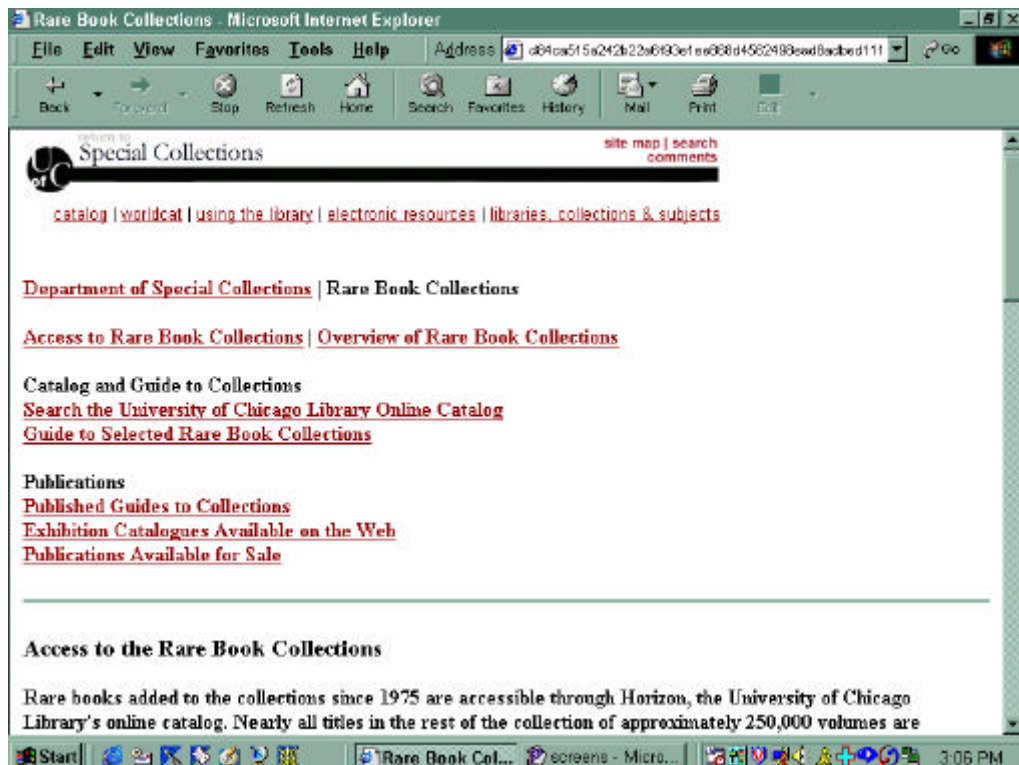 Rare Book Collections - Microsoft Internet Explorer
File Edit View Favorites Tools Help Address Go
Back Forward Stop Refresh Home Search Favorites History Mail Print Edit
return to
Special Collections
site map | search
comments
U of C
catalog | worldcat | using the library | electronic resources | libraries, collections & subjects
Department of Special Collections | Rare Book Collections
Access to Rare Book Collections | Overview of Rare Book Collections
Catalog and Guide to Collections
Search the University of Chicago Library Online Catalog
Guide to Selected Rare Book Collections
Publications
Published Guides to Collections
Exhibition Catalogues Available on the Web
Publications Available for Sale
Access to the Rare Book Collections
Rare books added to the collections since 1975 are accessible through Horizon, the University of Chicago
Library's online catalog. Nearly all titles in the rest of the collection of approximately 250,000 volumes are
Start Rare Book Col... screens - Micro... 3:06 PM